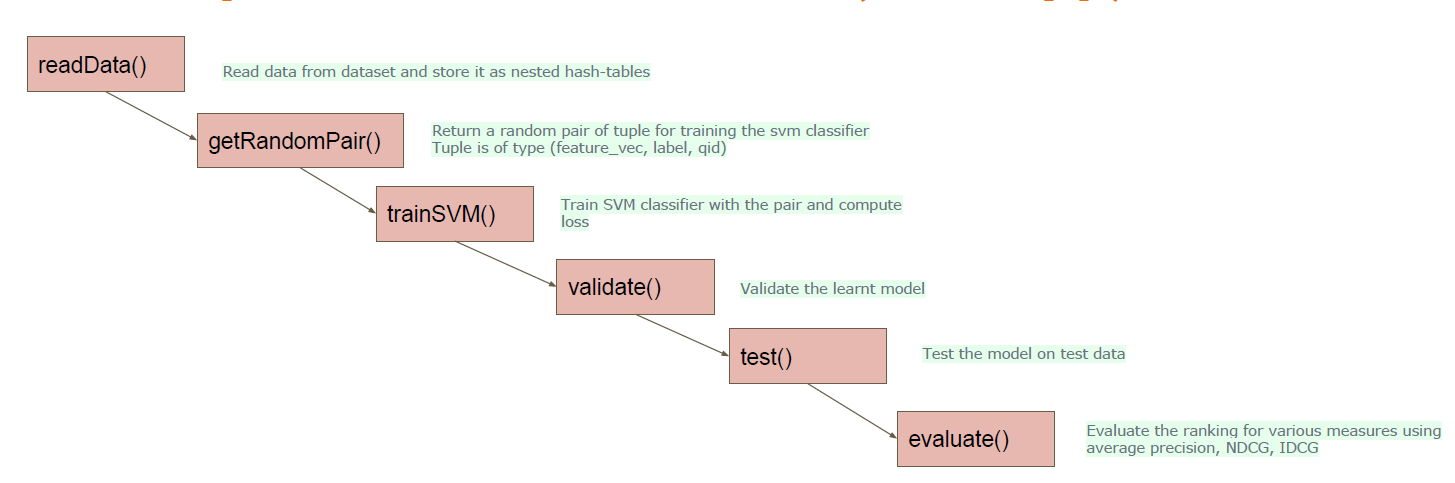 readData()
Read data from dataset and store it as nested hash-tables
getRandomPair()
Return a random pair of tuple for training the svm classifier
Tuple is of type (feature_vec, label, qid)
trainSVM()
Train SVM classifier with the pair and compute
loss
validate()
Validate the learnt model
test()
Test the model on test data
evaluate()
Evaluate the ranking for various measures using
average precision, NDCG, IDCG